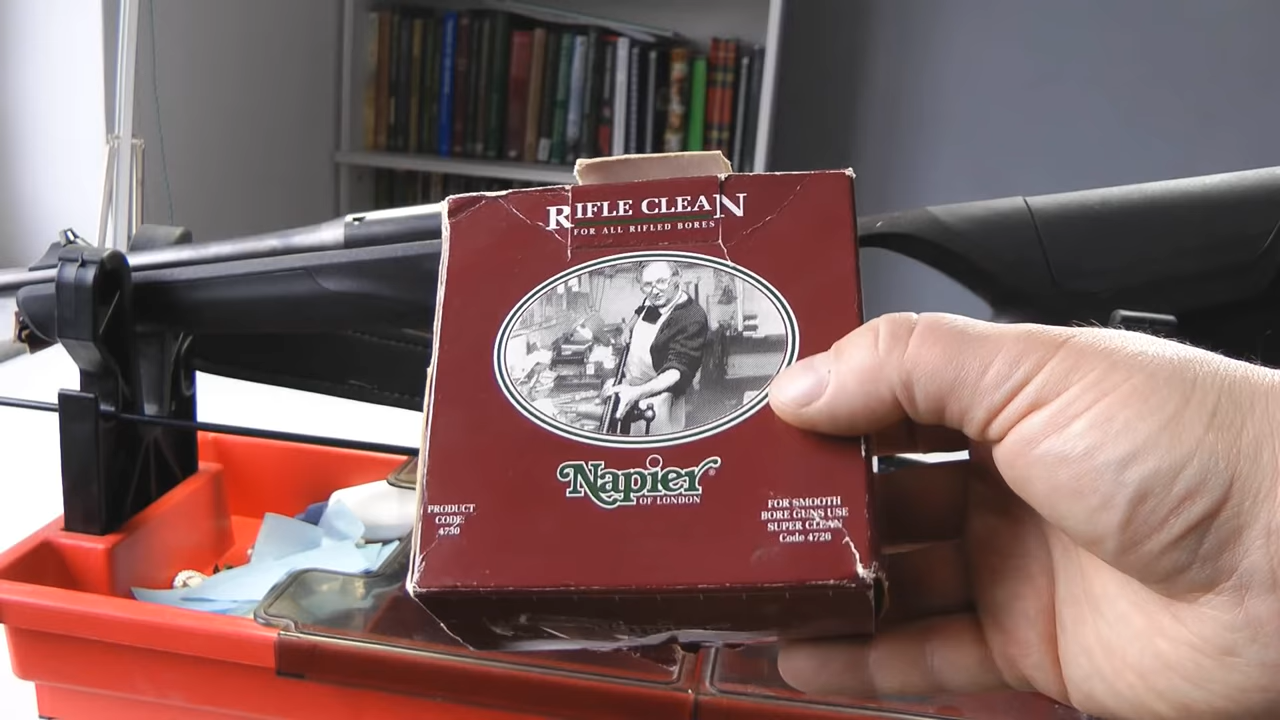 RIFLE CLEAN
FOR ALL RIFLED BORES
Napier®
OF LONDON
PRODUCT
CODE:
4730
FOR SMOOTH
BORE GUNS USE
SUPER CLEAN
Code 4726